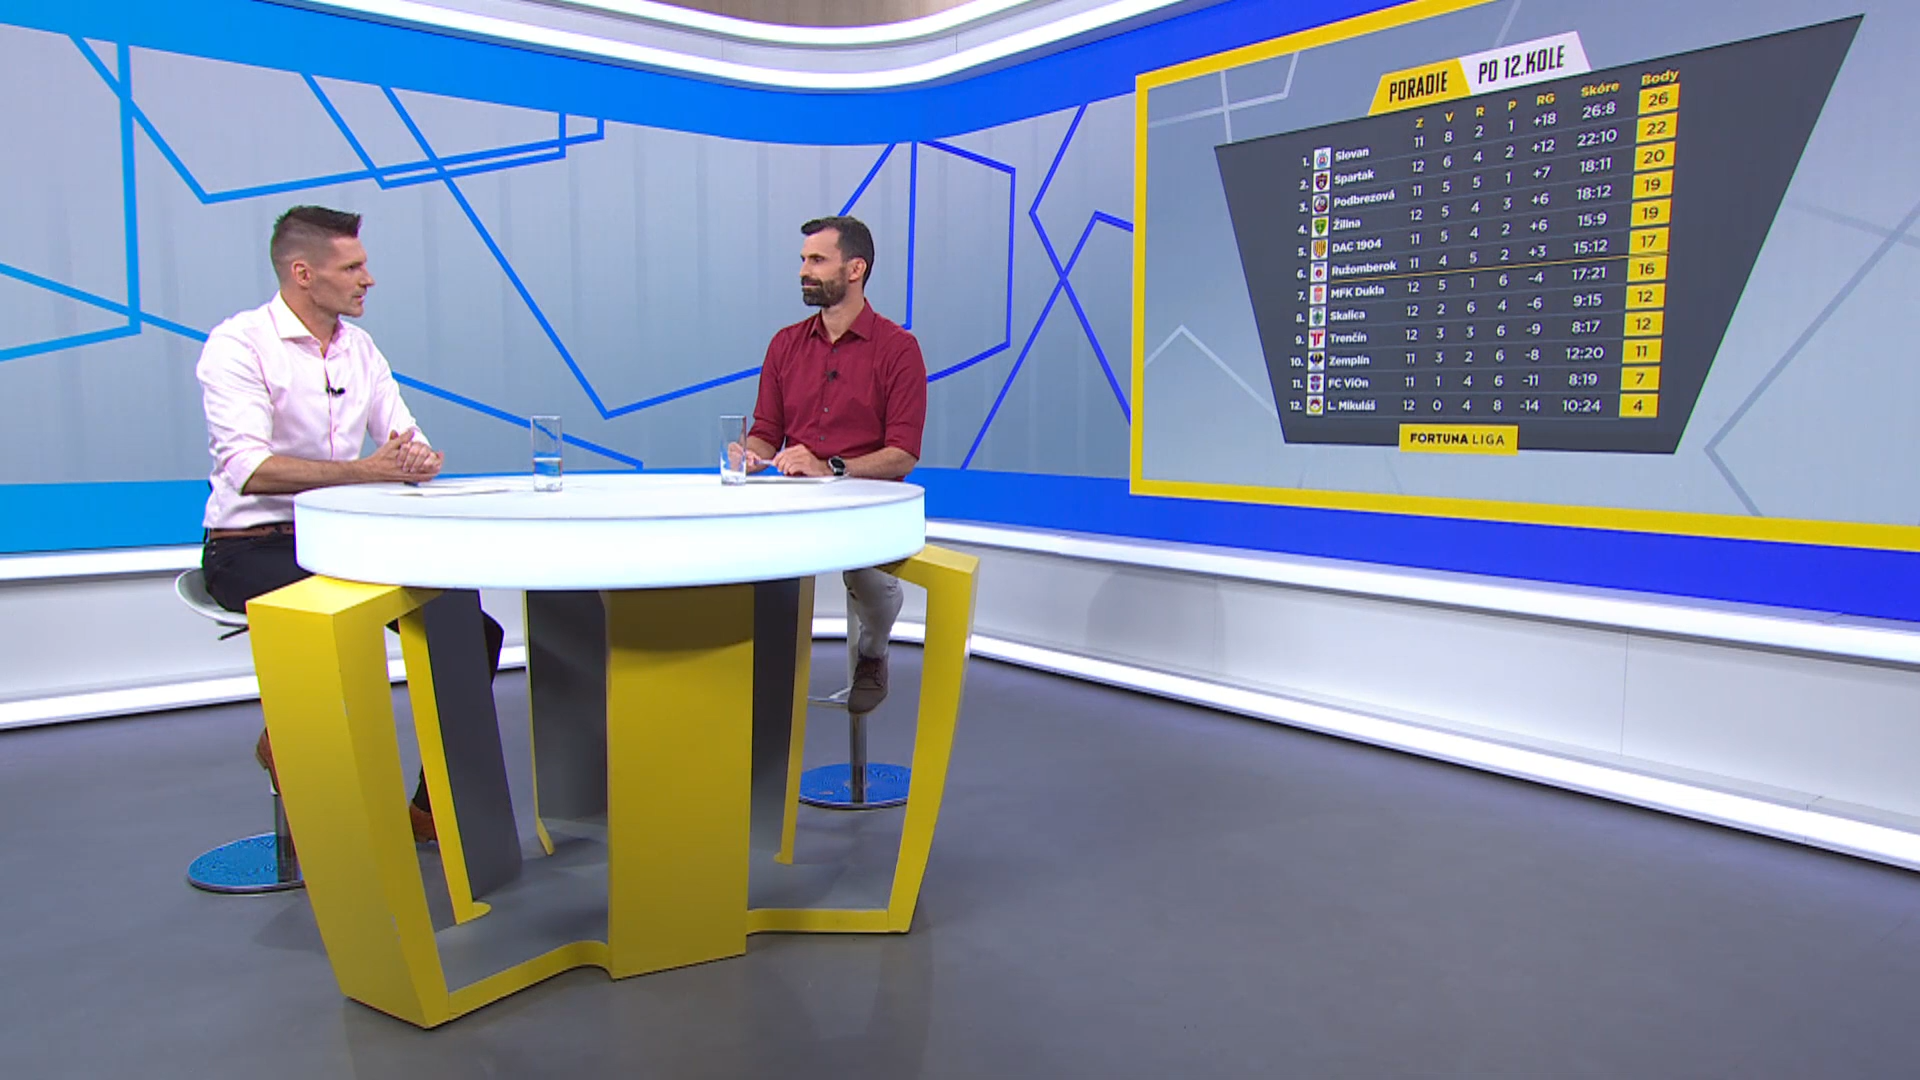 PORADIE PO 12.KOLE
Z V R P RG Skóre Body
1. Slovan 11 8 2 1 +18 26:8 26
2. Spartak 12 6 4 2 +12 22:10 22
3. Podbrezová 11 5 5 1 +7 18:11 20
4. Žilina 12 5 4 3 +6 18:12 19
5. DAC 1904 11 5 4 2 +6 15:9 19
6. Ružomberok 11 4 5 2 +3 15:12 17
7. MFK Dukla 12 5 1 6 -4 17:21 16
8. Skalica 12 2 6 4 -6 9:15 12
9. Trenčín 12 3 3 6 -9 8:17 12
10. Zemplín 11 3 2 6 -8 12:20 11
11. FC ViOn 11 1 4 6 -11 8:19 7
12. L. Mikuláš 12 0 4 8 -14 10:24 4
FORTUNA LIGA